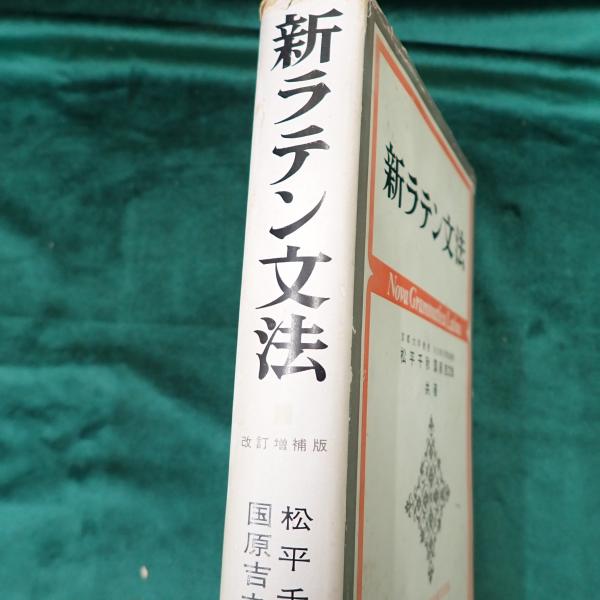 新ラテン文法
改訂増補版
松平千
国原吉
新ラテン文法
Nova Grammatica Latina
松平千秋 国原吉之助
共著